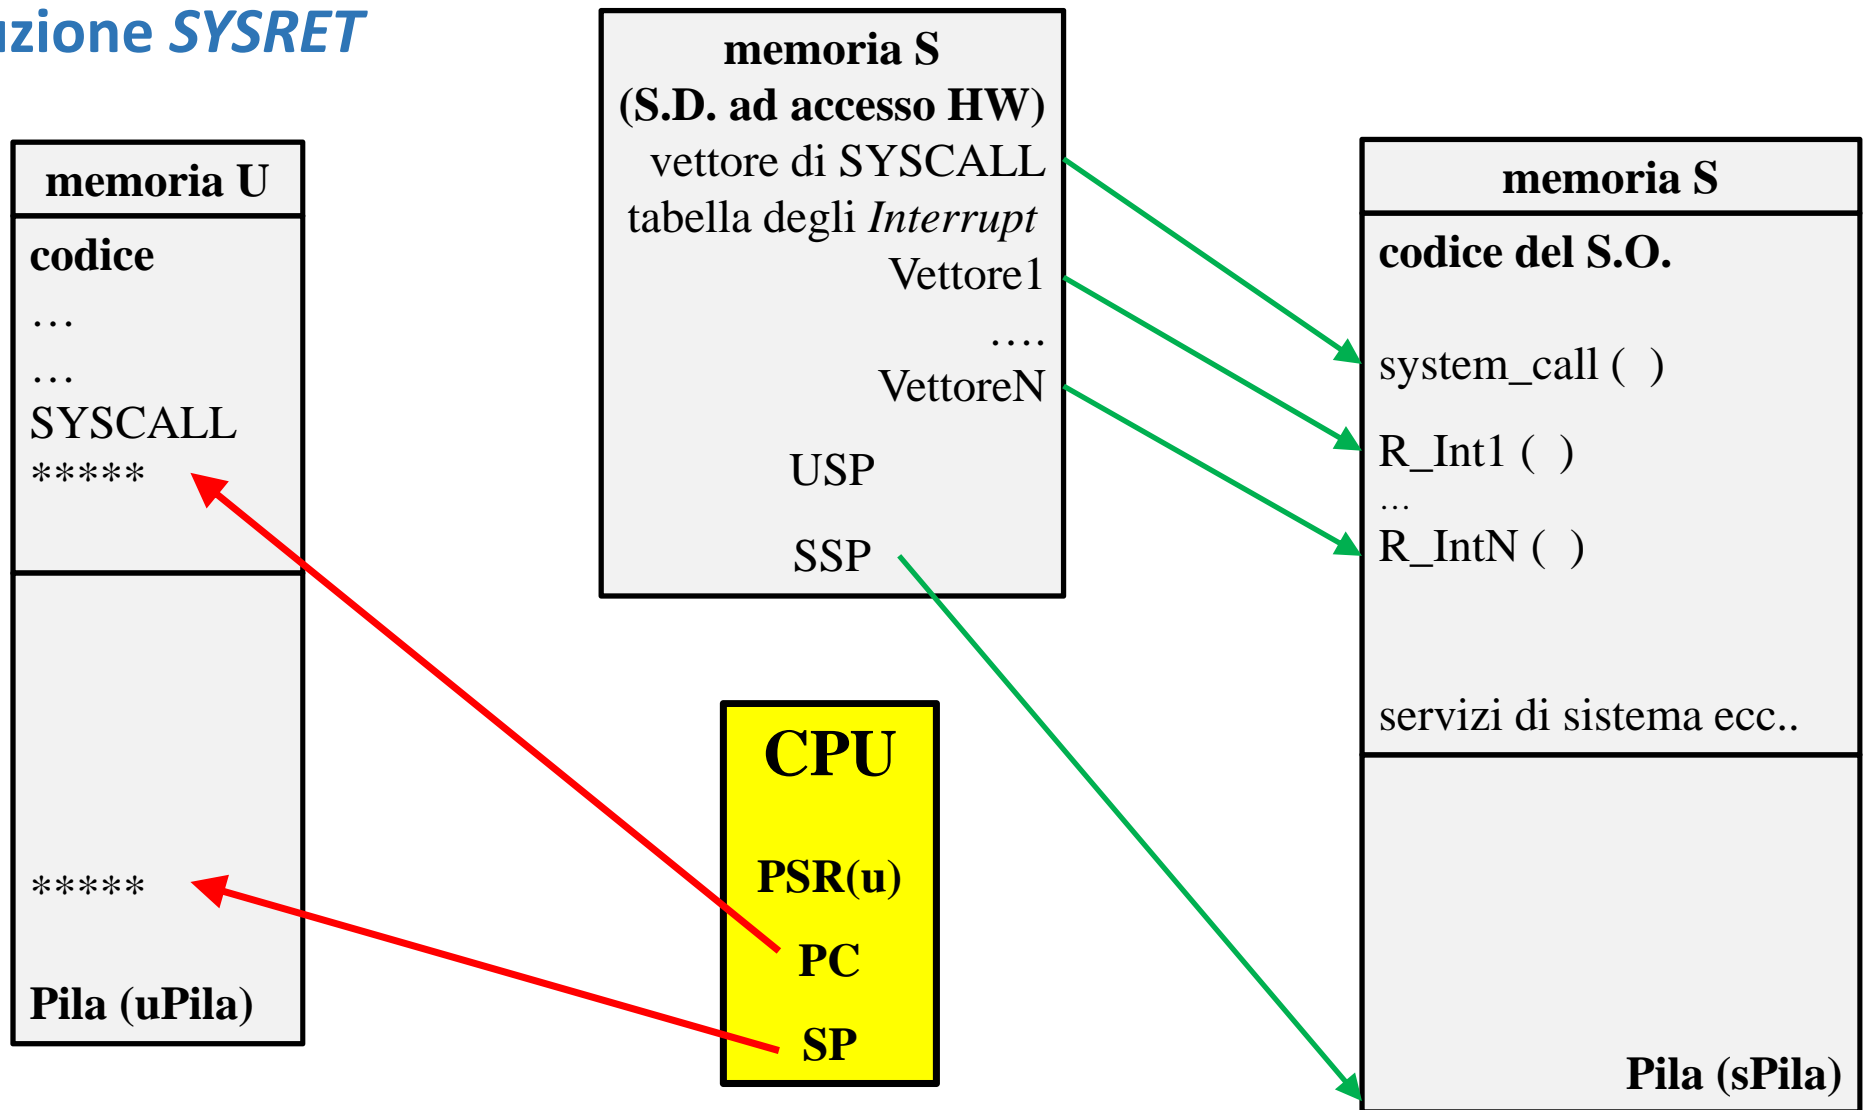 SYSRET
memoria U
codice
…
…
SYSCALL
*****
*****
Pila (uPila)
memoria S
(S.D. ad accesso HW)
vettore di SYSCALL
tabella degli Interrupt
Vettore1
….
VettoreN
USP
SSP
CPU
PSR(u)
PC
SP
memoria S
codice del S.O.
system_call ( )
R_Int1 ( )
…
R_IntN ( )
servizi di sistema ecc..
Pila (sPila)